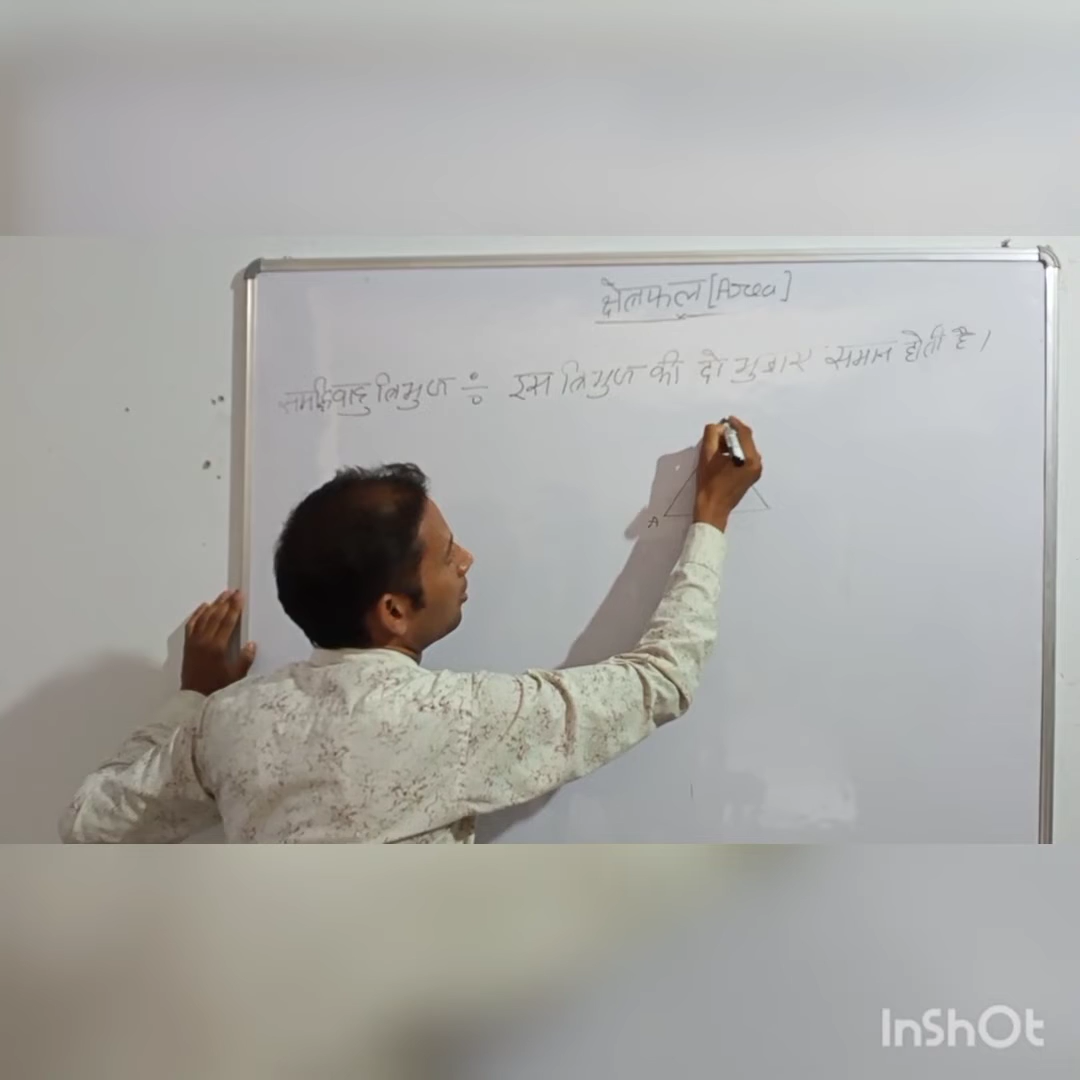 क्षेत्रफल [Area]
समद्विबाहु त्रिभुज ÷ इस त्रिभुज की दो भुजाएं समान होती है।
A
InShOt